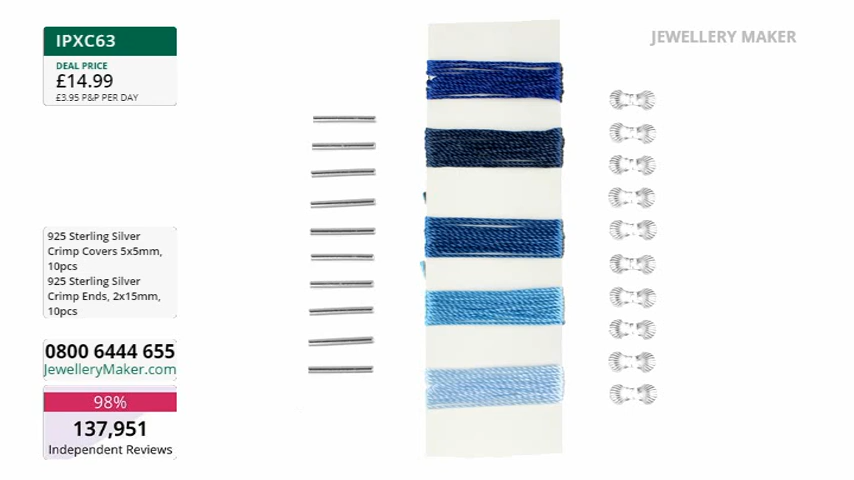 IPXC63
DEAL PRICE
£14.99
£3.95 P&P PER DAY
JEWELLERY MAKER
925 Sterling Silver
Crimp Covers 5x5mm,
10pcs
925 Sterling Silver
Crimp Ends, 2x15mm,
10pcs
0800 6444 655
JewelleryMaker.com
98%
137,951
Independent Reviews